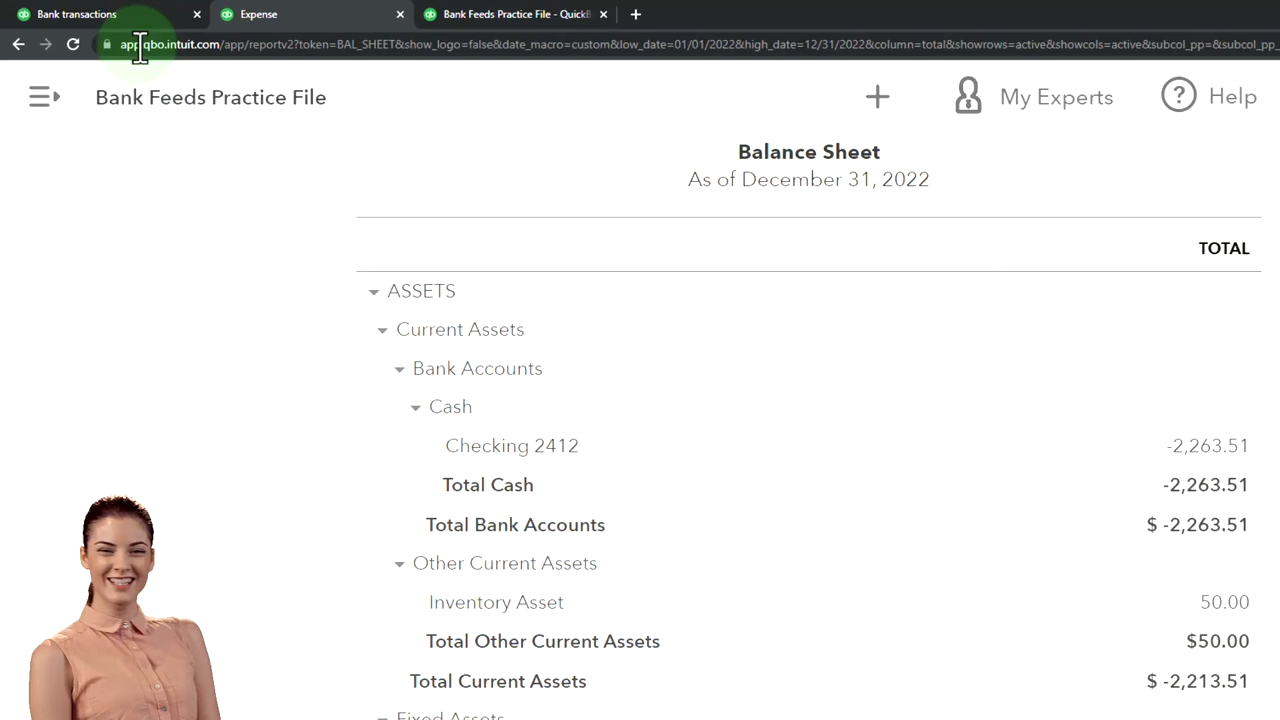 Bank transactions
Expense
Bank Feeds Practice File - QuickB
app.qbo.intuit.com/app/reportv2?token=BAL_SHEET&show_logo=false&date_macro=custom&low_date=01/01/2022&high_date=12/31/2022&column=total&showrows=active&showcols=active&subcol_pp=&subcol_pp_
Bank Feeds Practice File
My Experts
Help
Balance Sheet
As of December 31, 2022
TOTAL
ASSETS
Current Assets
Bank Accounts
Cash
Checking 2412 -2,263.51
Total Cash -2,263.51
Total Bank Accounts $ -2,263.51
Other Current Assets
Inventory Asset 50.00
Total Other Current Assets $50.00
Total Current Assets $ -2,213.51
Fixed Assets